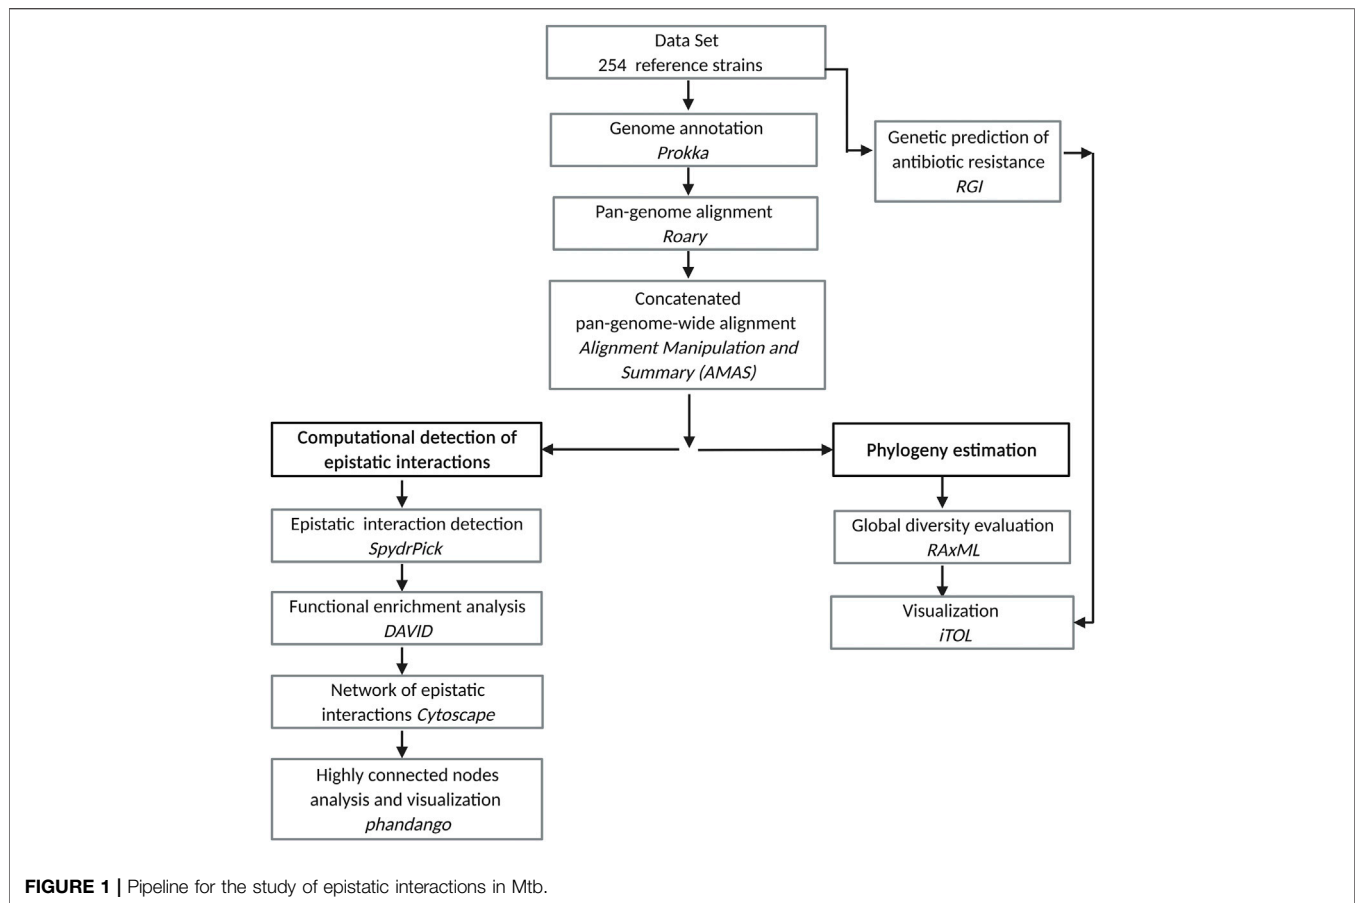 Data Set
254 reference strains
Genome annotation
Prokka
Genetic prediction of
antibiotic resistance
RGI
Pan-genome alignment
Roary
Concatenated
pan-genome-wide alignment
Alignment Manipulation and
Summary (AMAS)
Computational detection of
epistatic interactions
Epistatic interaction detection
SpydrPick
Functional enrichment analysis
DAVID
Network of epistatic
interactions Cytoscape
Highly connected nodes
analysis and visualization
phandango
Phylogeny estimation
Global diversity evaluation
RAxML
Visualization
iTOL
FIGURE 1 | Pipeline for the study of epistatic interactions in Mtb.